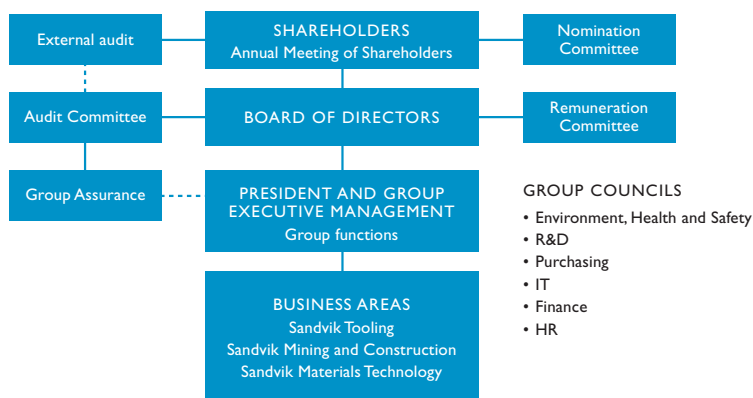 External audit
SHAREHOLDERS
Annual Meeting of Shareholders
Nomination
Committee
Audit Committee
BOARD OF DIRECTORS
Remuneration
Committee
Group Assurance
PRESIDENT AND GROUP
EXECUTIVE MANAGEMENT
Group functions
GROUP COUNCILS
• Environment, Health and Safety
• R&D
• Purchasing
• IT
• Finance
• HR
BUSINESS AREAS
Sandvik Tooling
Sandvik Mining and Construction
Sandvik Materials Technology